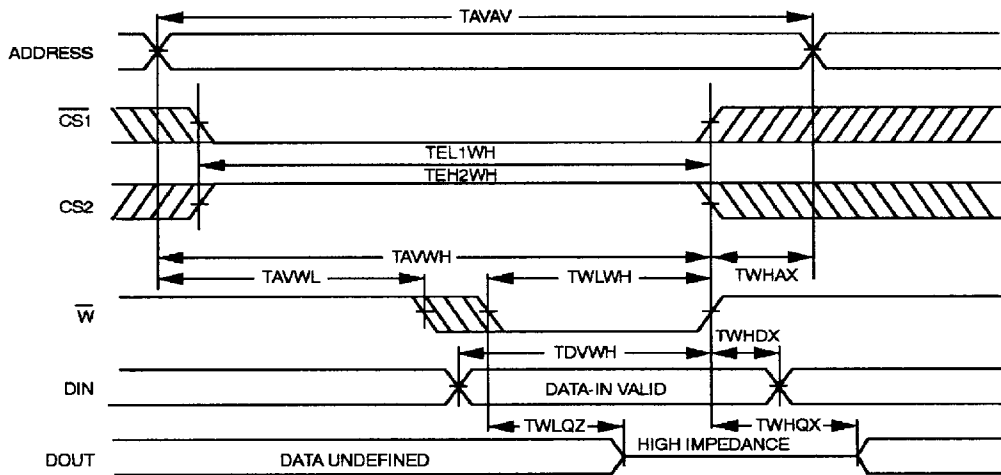 TAVAV
ADDRESS
CS1
TEL1WH
TEH2WH
CS2
TAVWH
TAVWL
TWLWH
TWHAX
W
TDVWH
TWHDX
DIN
DATA-IN VALID
TWLQZ
TWHQX
HIGH IMPEDANCE
DOUT
DATA UNDEFINED